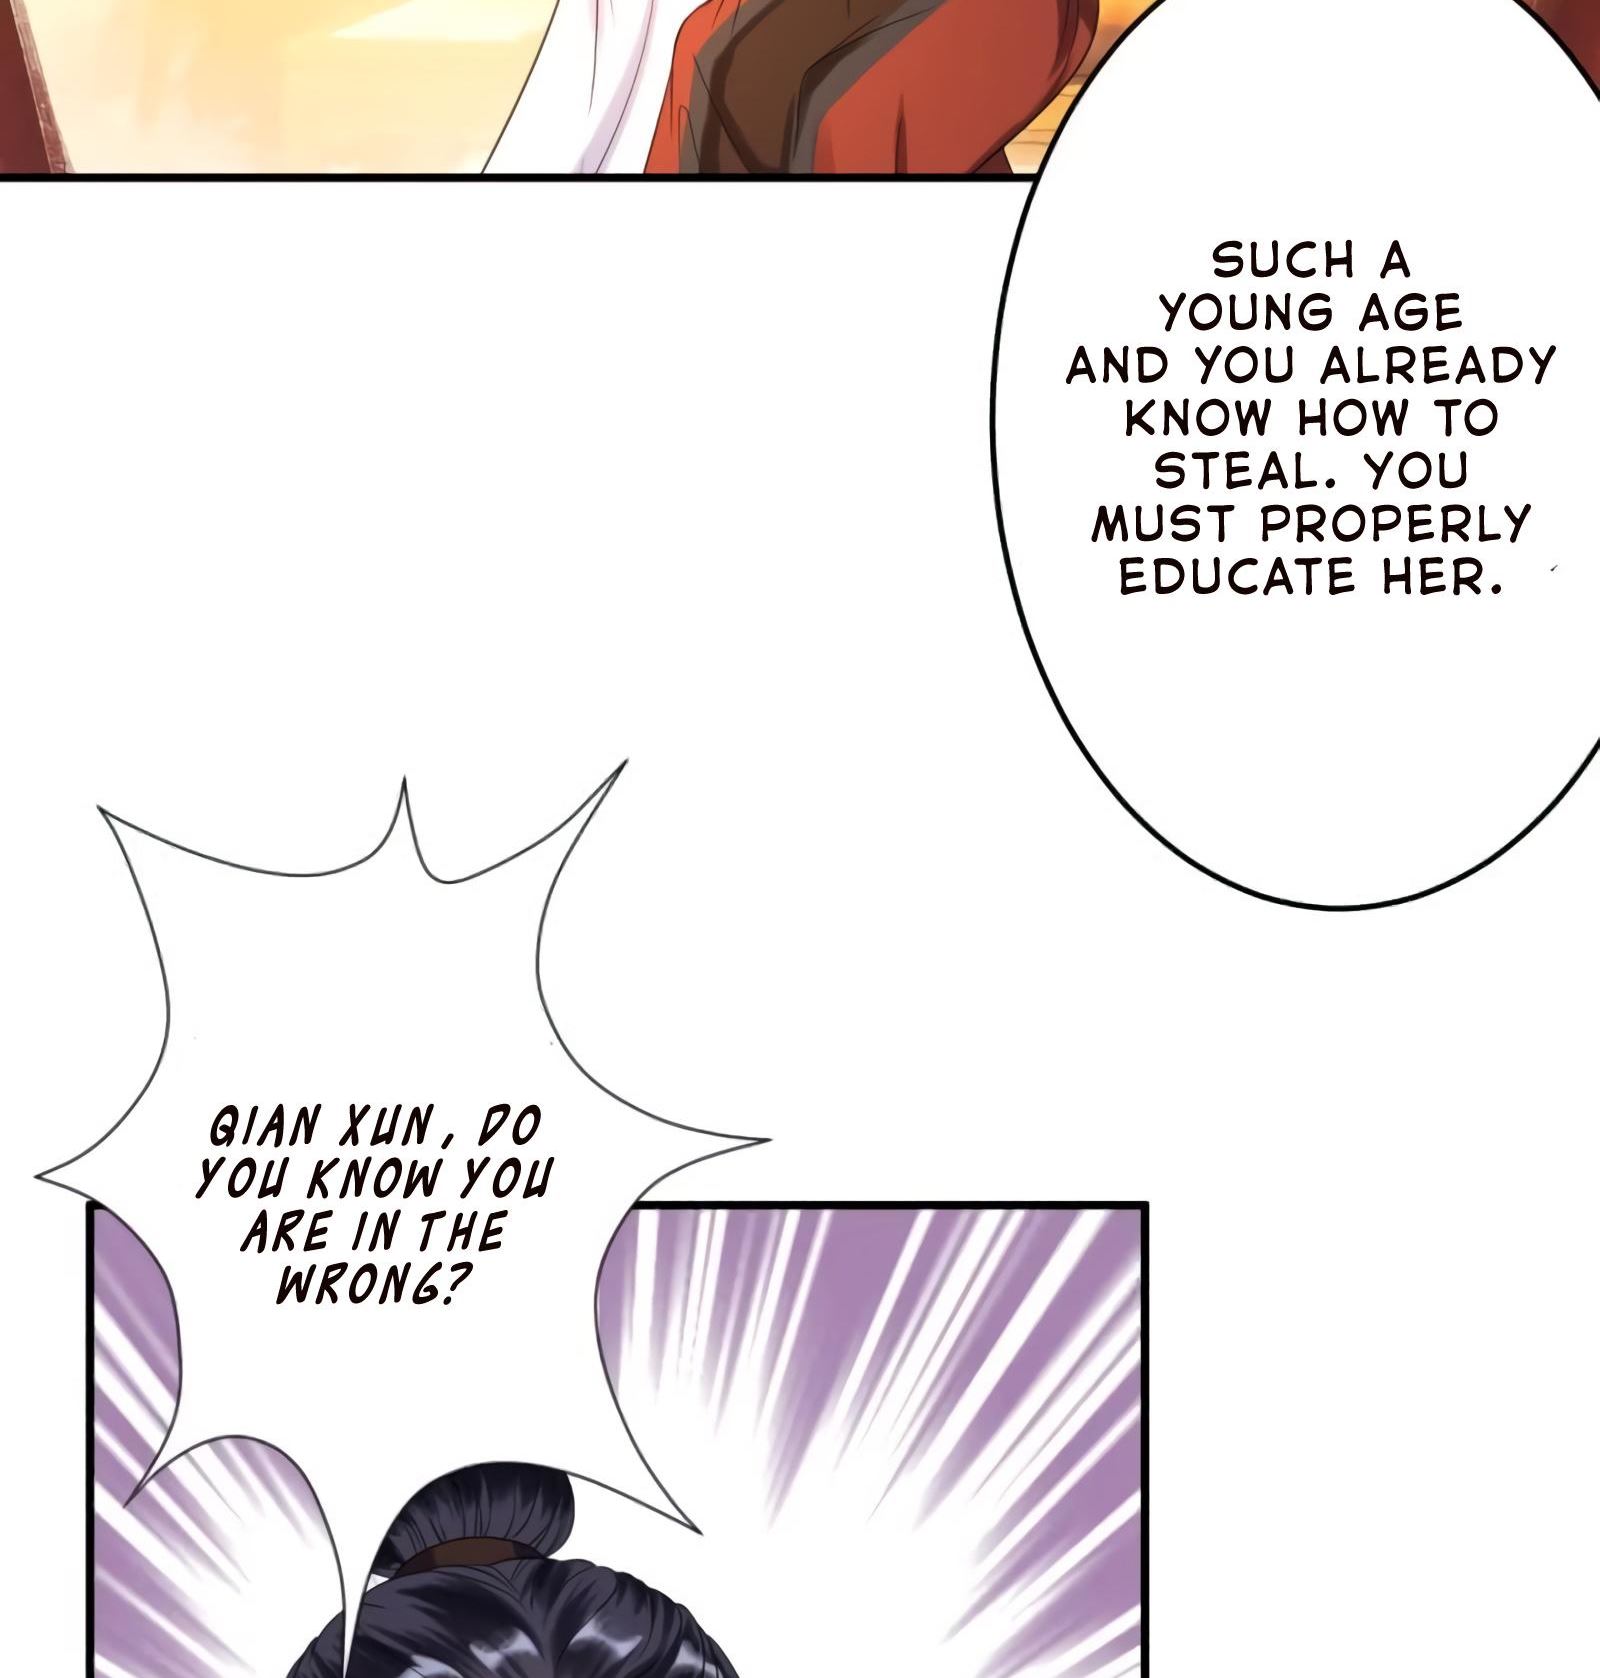 SUCH A
YOUNG AGE
AND YOU ALREADY
KNOW HOW TO
STEAL. YOU
MUST PROPERLY
EDUCATE HER.
QIAN XUN, DO
YOU KNOW YOU
ARE IN THE
WRONG?